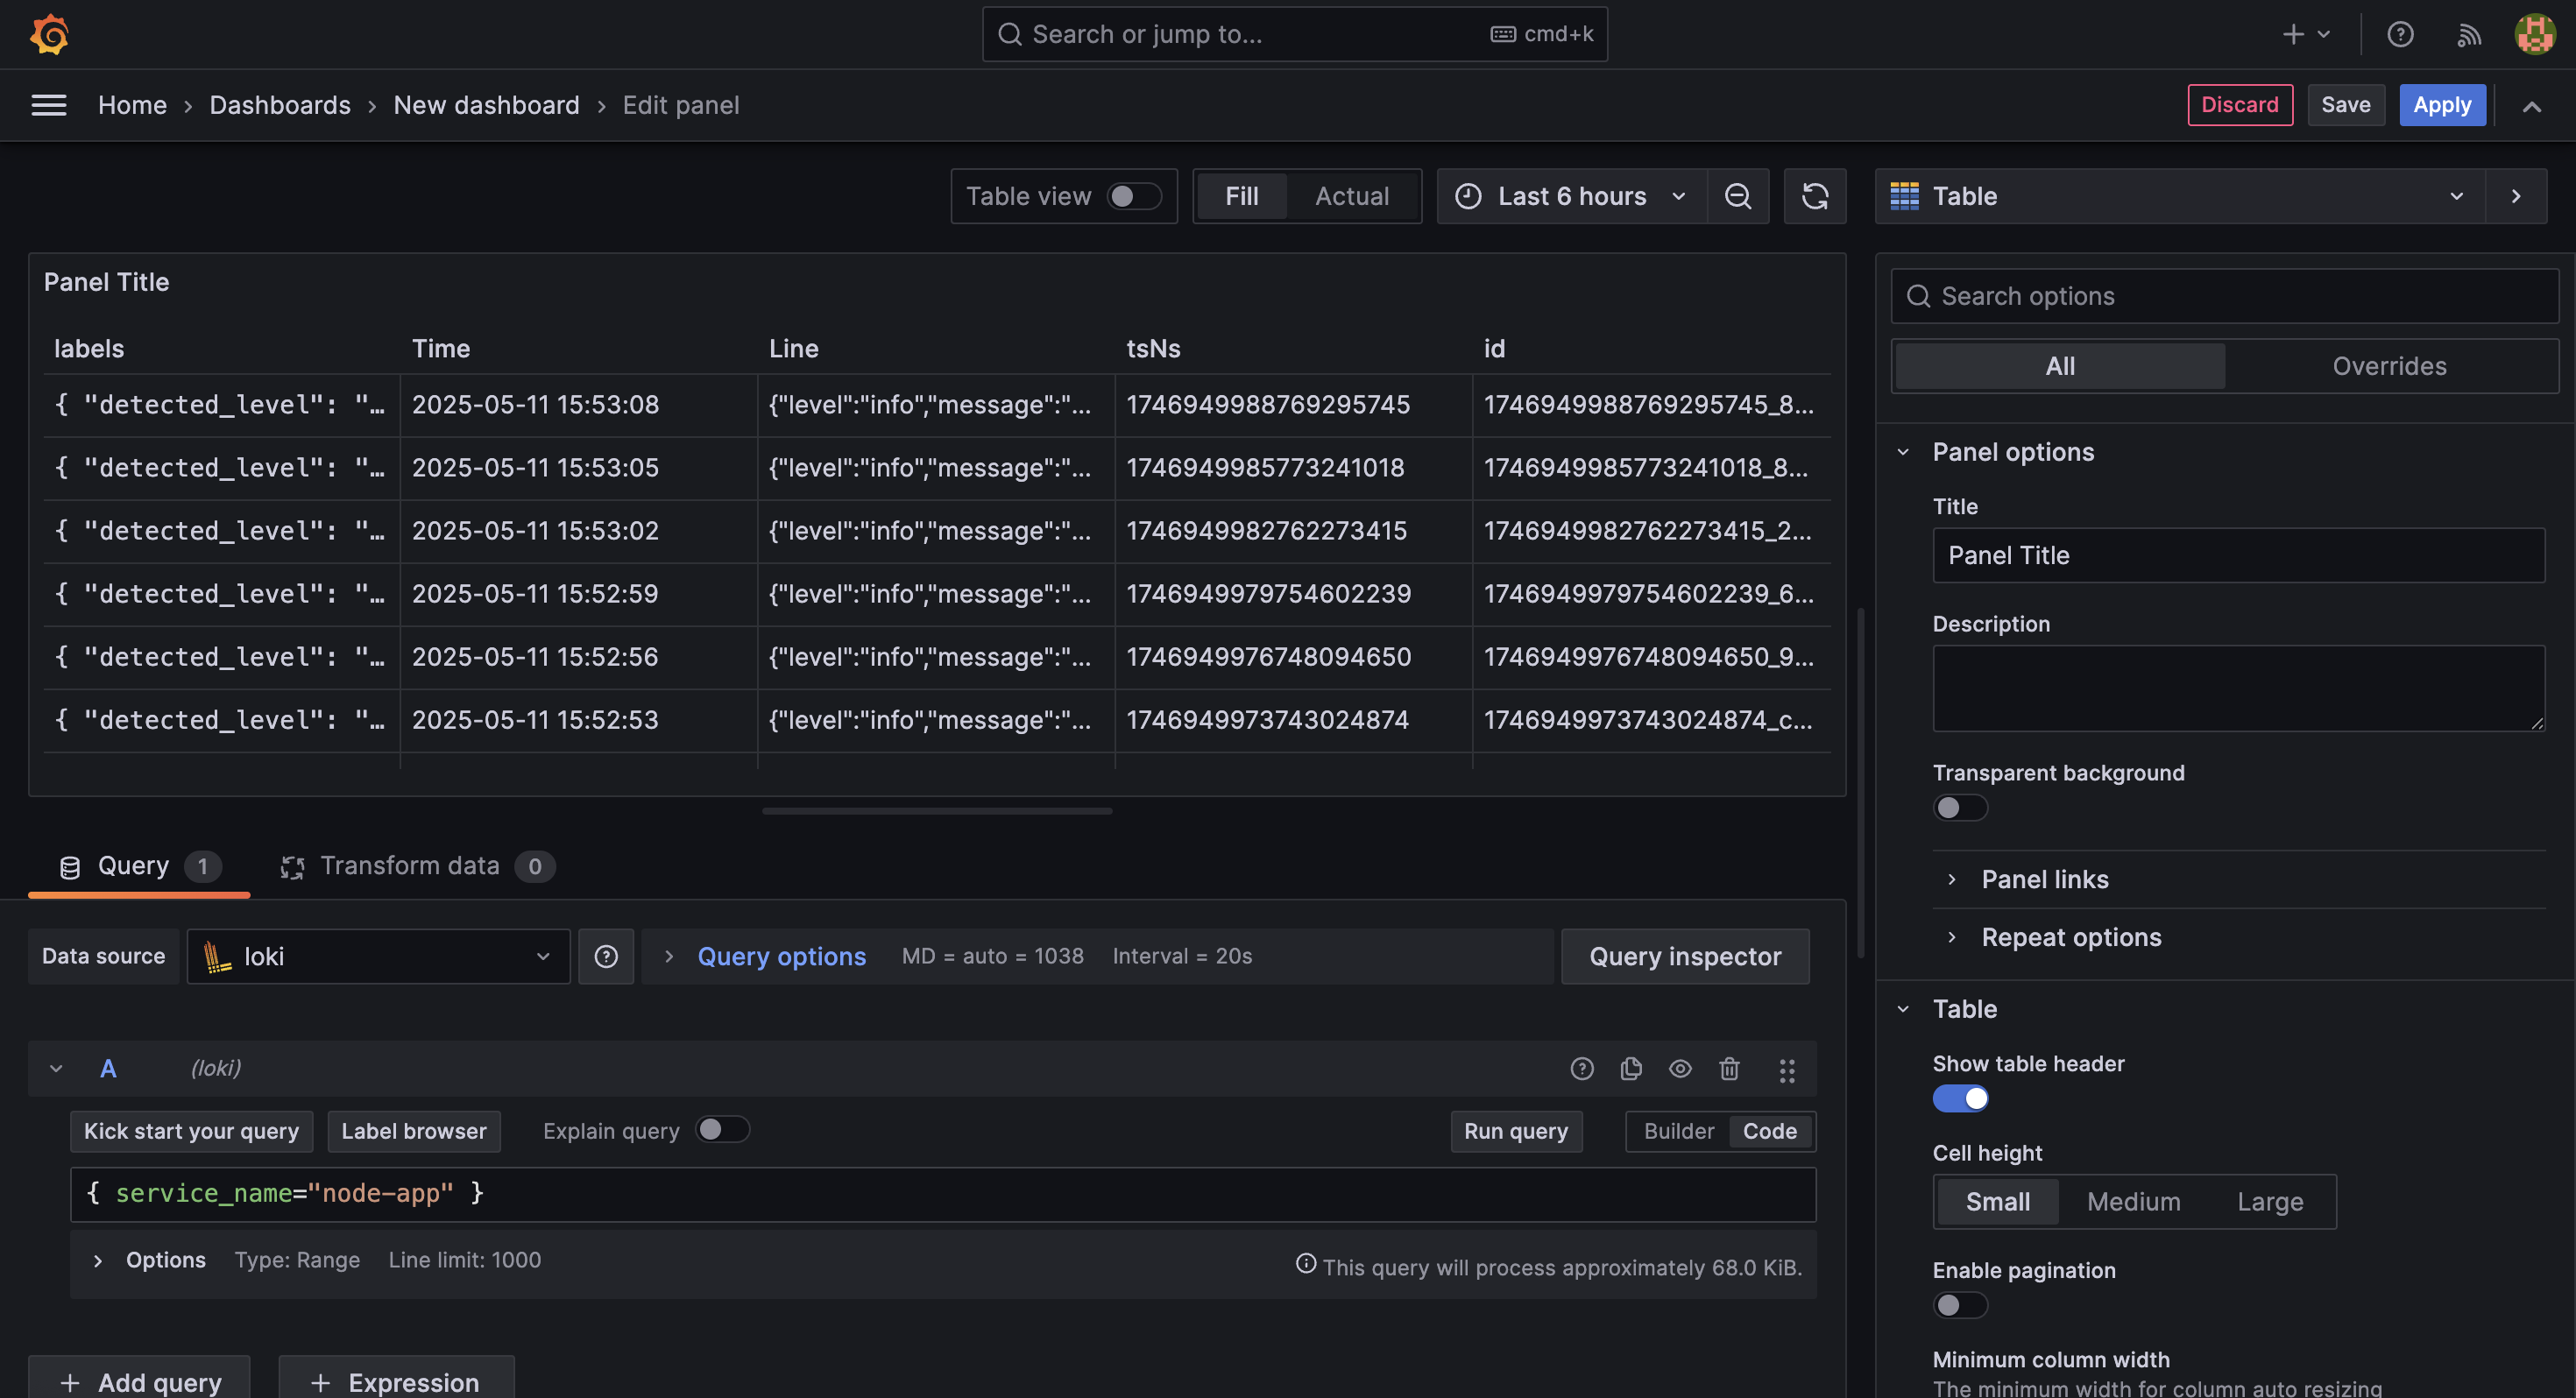 Search or jump to...
cmd+k
Home › Dashboards › New dashboard › Edit panel
Discard
Save
Apply
Table view
Fill
Actual
Last 6 hours
Table
Panel Title
labels Time Line tsNs id
{ "detected_level": "… 2025-05-11 15:53:08 {"level":"info","message":"... 1746949988769295745 1746949988769295745_8...
{ "detected_level": "… 2025-05-11 15:53:05 {"level":"info","message":"... 1746949985773241018 1746949985773241018_8...
{ "detected_level": "… 2025-05-11 15:53:02 {"level":"info","message":"... 1746949982762273415 1746949982762273415_2...
{ "detected_level": "… 2025-05-11 15:52:59 {"level":"info","message":"... 1746949979754602239 1746949979754602239_6...
{ "detected_level": "… 2025-05-11 15:52:56 {"level":"info","message":"... 1746949976748094650 1746949976748094650_9...
{ "detected_level": "… 2025-05-11 15:52:53 {"level":"info","message":"... 1746949973743024874 1746949973743024874_c...
Query 1
Transform data 0
Data source
loki
Query options
MD = auto = 1038
Interval = 20s
Query inspector
A
(loki)
Kick start your query
Label browser
Explain query
Run query
Builder
Code
{ service_name="node-app" }
Options
Type: Range
Line limit: 1000
This query will process approximately 68.0 KiB.
+ Add query
+ Expression
Search options
All
Overrides
Panel options
Title
Panel Title
Description
Transparent background
Panel links
Repeat options
Table
Show table header
Cell height
Small
Medium
Large
Enable pagination
Minimum column width
The minimum width for column auto resizing